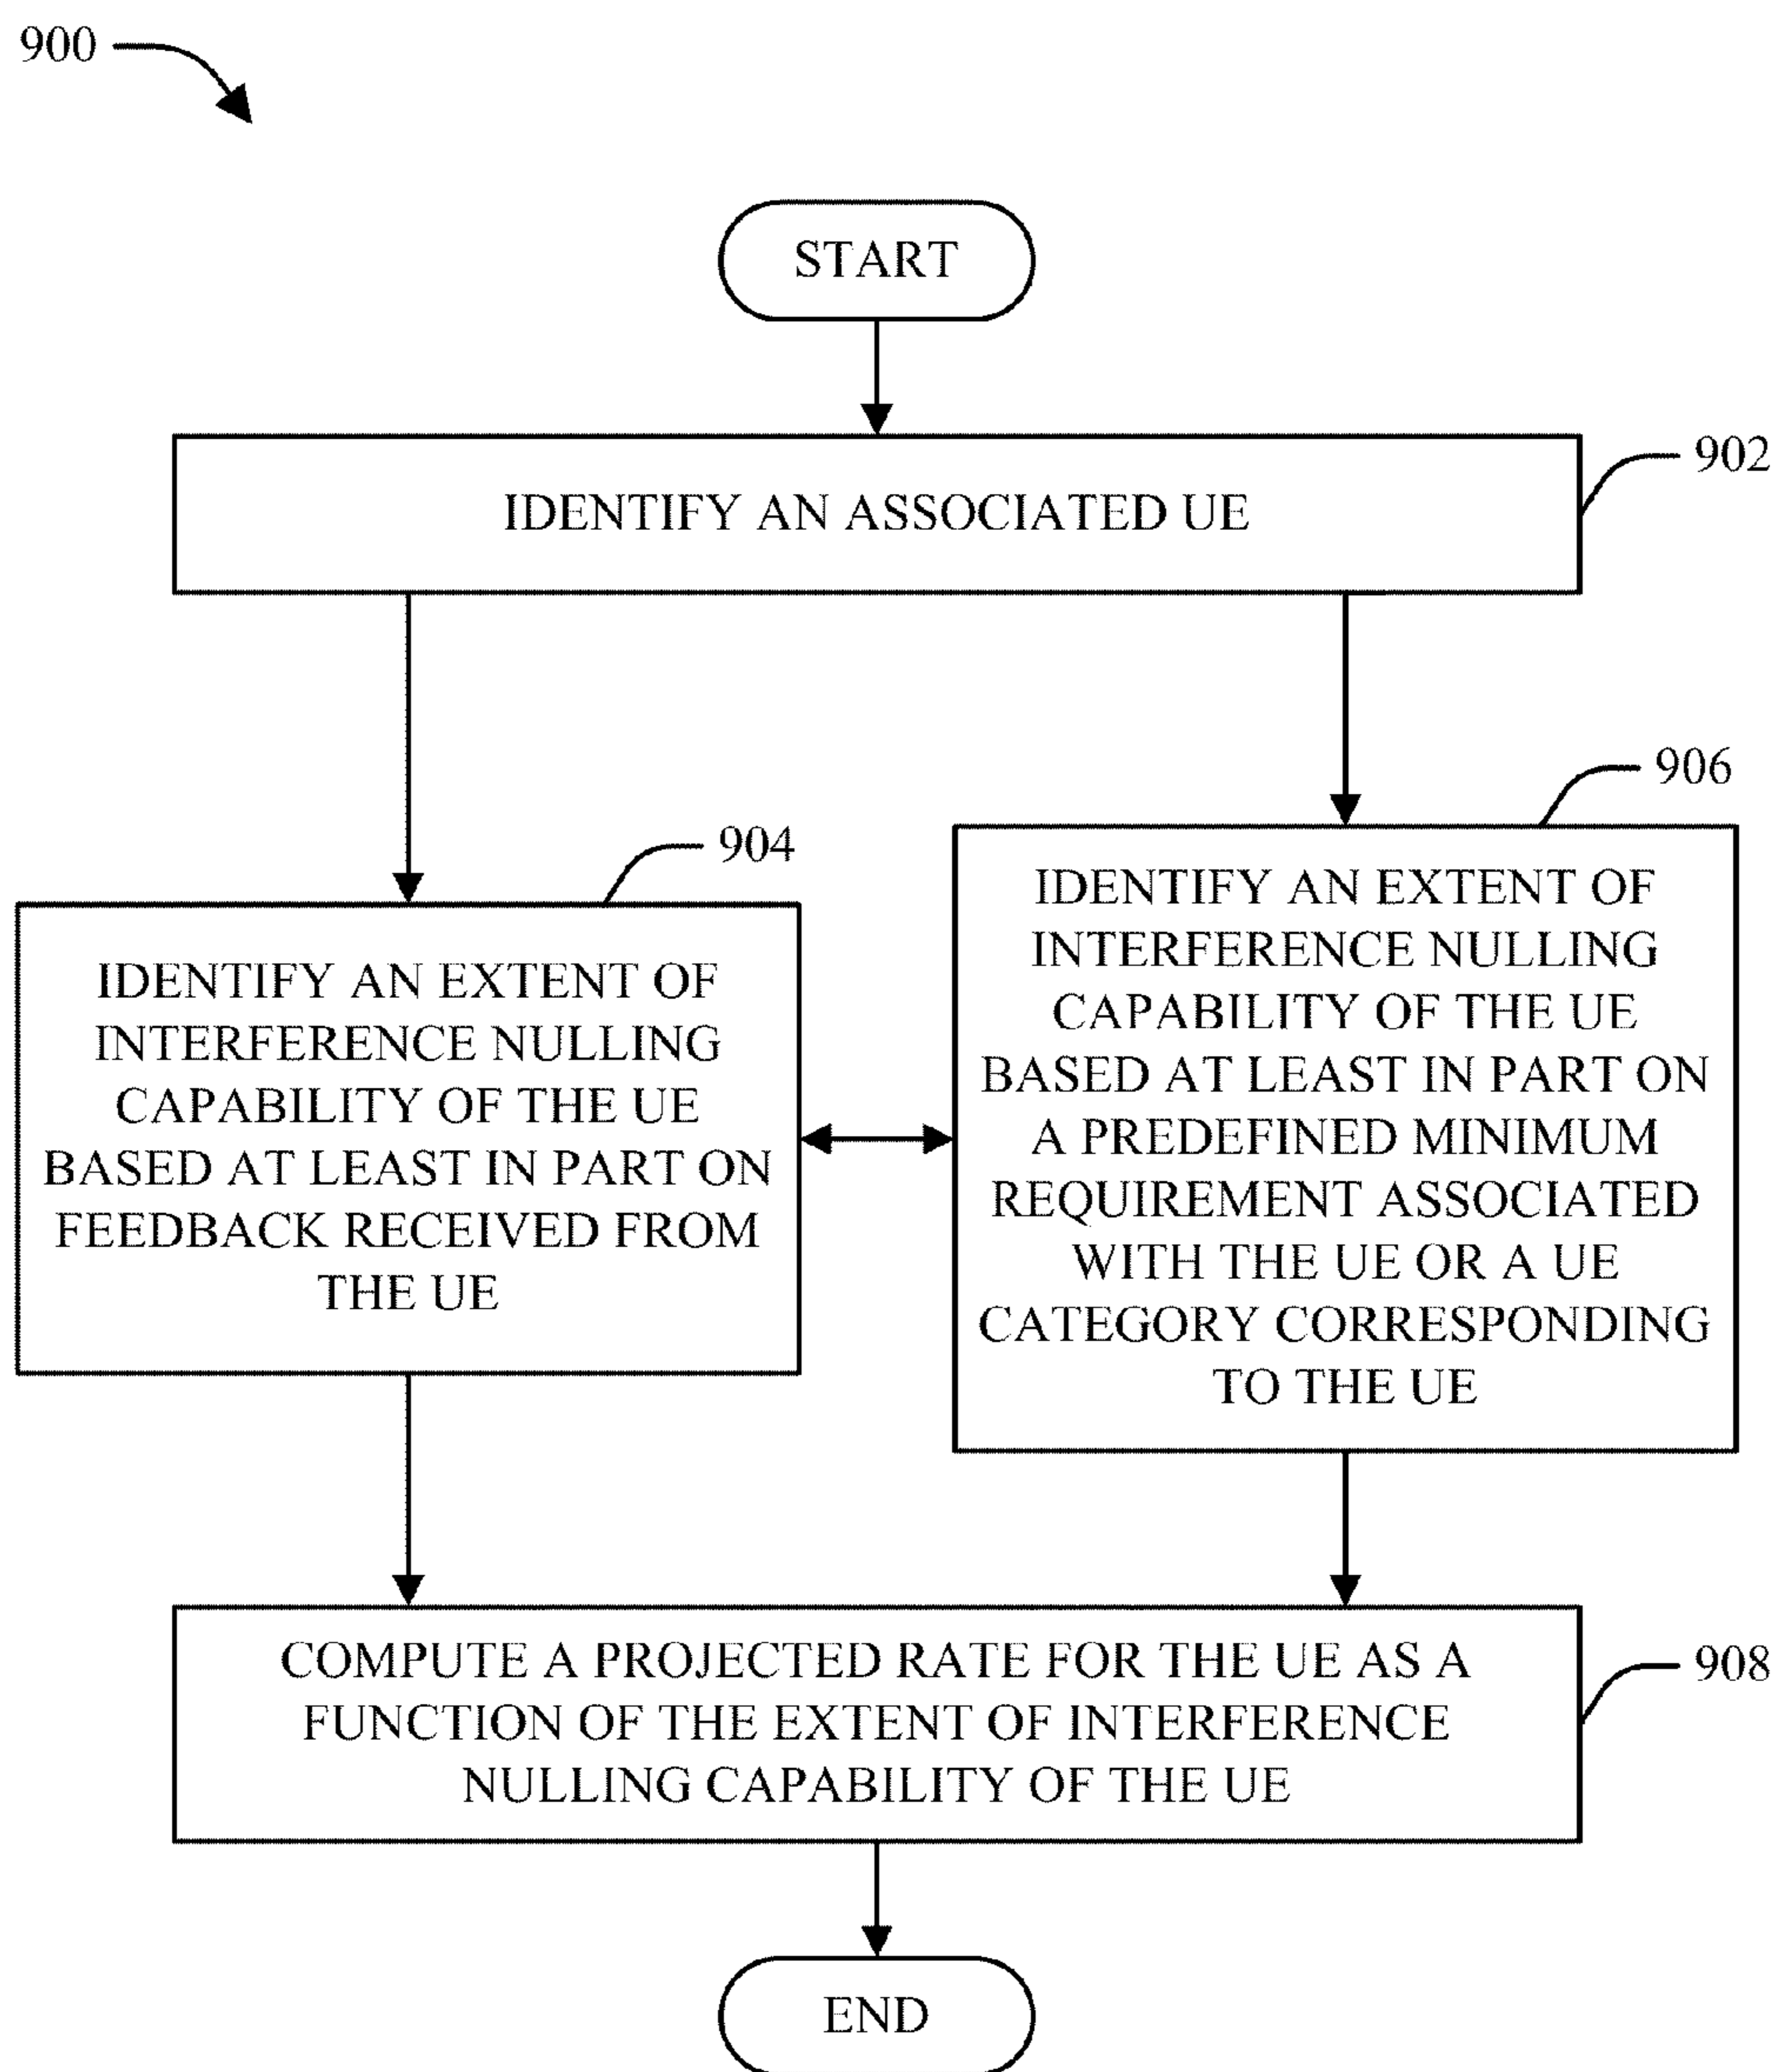 900
START
IDENTIFY AN ASSOCIATED UE
902
904
IDENTIFY AN EXTENT OF
INTERFERENCE NULLING
CAPABILITY OF THE UE
BASED AT LEAST IN PART ON
FEEDBACK RECEIVED FROM
THE UE
906
IDENTIFY AN EXTENT OF
INTERFERENCE NULLING
CAPABILITY OF THE UE
BASED AT LEAST IN PART ON
A PREDEFINED MINIMUM
REQUIREMENT ASSOCIATED
WITH THE UE OR A UE
CATEGORY CORRESPONDING
TO THE UE
COMPUTE A PROJECTED RATE FOR THE UE AS A
FUNCTION OF THE EXTENT OF INTERFERENCE
NULLING CAPABILITY OF THE UE
908
END